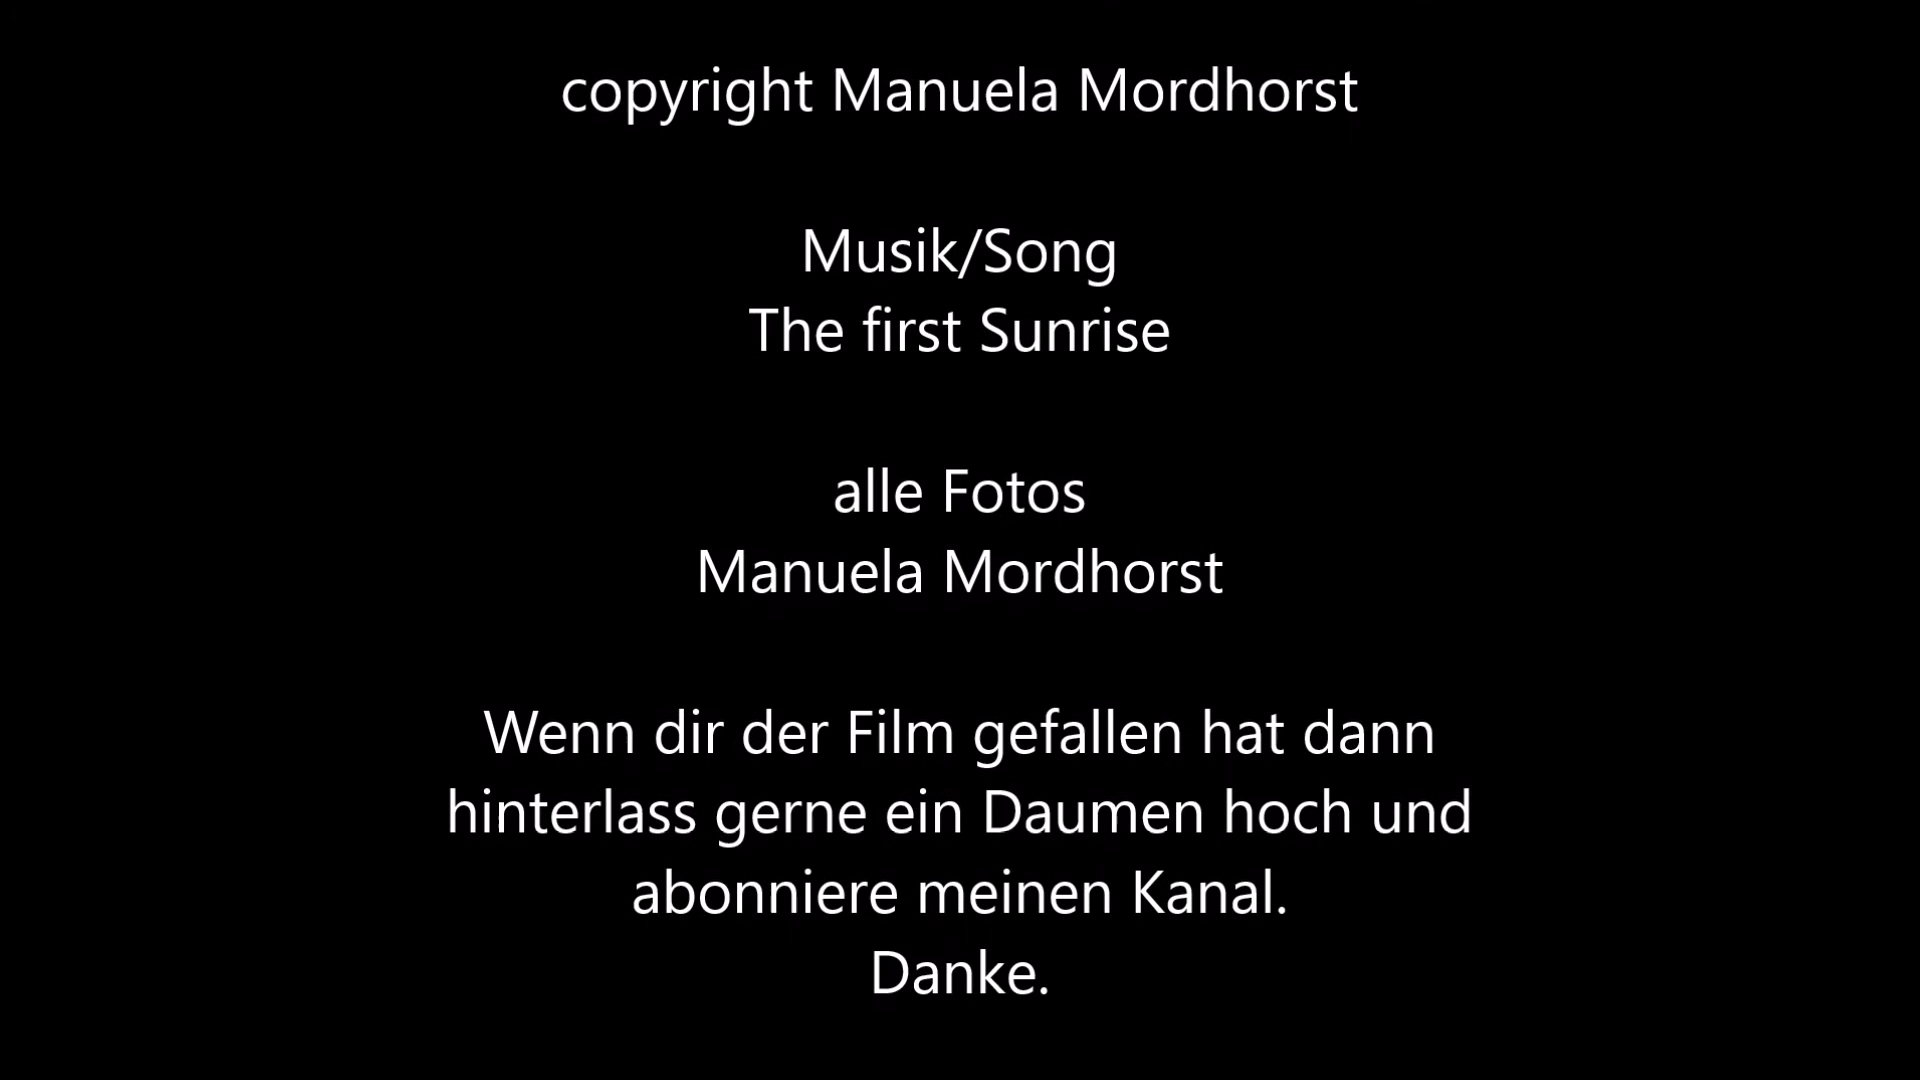 copyright Manuela Mordhorst
Musik/Song
The first Sunrise
alle Fotos
Manuela Mordhorst
Wenn dir der Film gefallen hat dann
hinterlass gerne ein Daumen hoch und
abonniere meinen Kanal.
Danke.